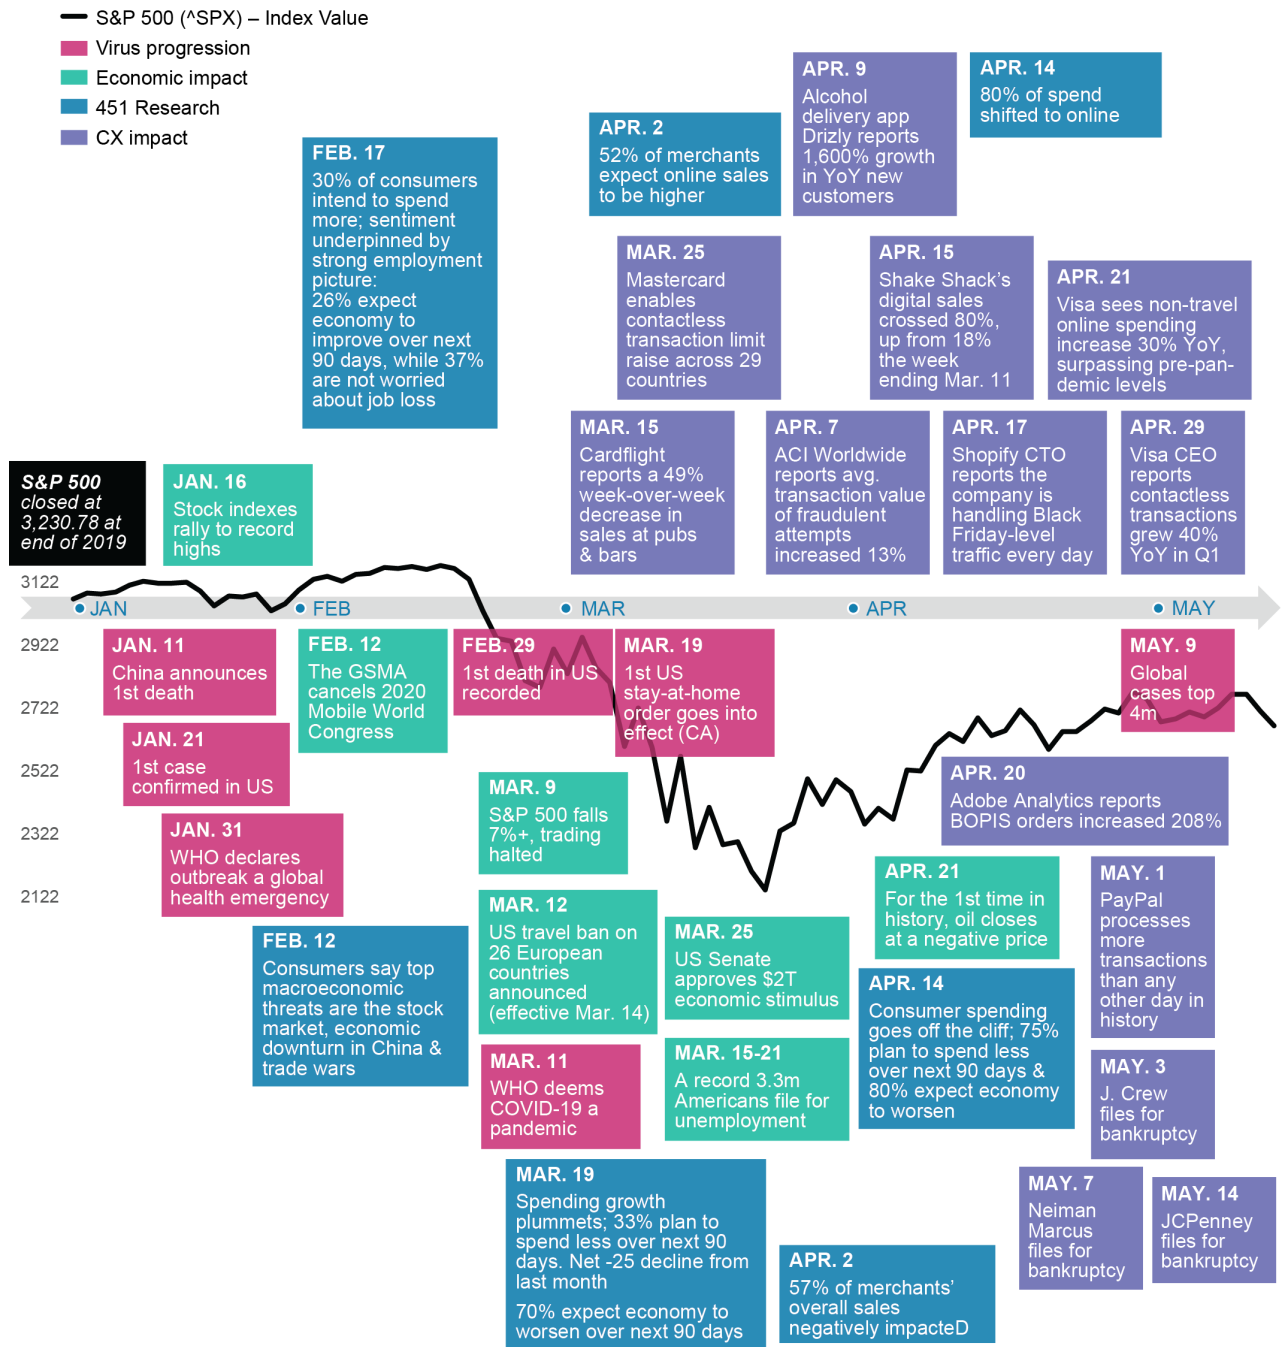 S&P 500 (^SPX) – Index Value
Virus progression
Economic impact
451 Research
CX impact
FEB. 17
30% of consumers
intend to spend
more; sentiment
underpinned by
strong employment
picture:
26% expect
economy to
improve over next
90 days, while 37%
are not worried
about job loss
APR. 2
52% of merchants
expect online sales
to be higher
APR. 9
Alcohol
delivery app
Drizly reports
1,600% growth
in YoY new
customers
APR. 14
80% of spend
shifted to online
MAR. 25
Mastercard
enables
contactless
transaction limit
raise across 29
countries
APR. 15
Shake Shack's
digital sales
crossed 80%,
up from 18%
the week
ending Mar. 11
APR. 21
Visa sees non-travel
online spending
increase 30% YoY,
surpassing pre-pan-
demic levels
MAR. 15
Cardflight
reports a 49%
week-over-week
decrease in
sales at pubs
& bars
APR. 7
ACI Worldwide
reports avg.
transaction value
of fraudulent
attempts
increased 13%
APR. 17
Shopify CTO
reports the
company is
handling Black
Friday-level
traffic every day
APR. 29
Visa CEO
reports
contactless
transactions
grew 40%
YoY in Q1
S&P 500
closed at
3,230.78 at
end of 2019
JAN. 16
Stock indexes
rally to record
highs
3122
2922
2722
2522
2322
2122
JAN
FEB
MAR
APR
MAY
JAN. 11
China announces
1st death
JAN. 21
1st case
confirmed in US
JAN. 31
WHO declares
outbreak a global
health emergency
FEB. 12
The GSMA
cancels 2020
Mobile World
Congress
FEB. 29
1st death in US
recorded
MAR. 19
1st US
stay-at-home
order goes into
effect (CA)
MAY. 9
Global
cases top
4m
MAR. 9
S&P 500 falls
7%+, trading
halted
APR. 20
Adobe Analytics reports
BOPIS orders increased 208%
FEB. 12
Consumers say top
macroeconomic
threats are the stock
market, economic
downturn in China &
trade wars
MAR. 12
US travel ban on
26 European
countries
announced
(effective Mar. 14)
MAR. 25
US Senate
approves $2T
economic stimulus
APR. 21
For the 1st time in
history, oil closes
at a negative price
MAY. 1
PayPal
processes
more
transactions
than any
other day in
history
MAR. 11
WHO deems
COVID-19 a
pandemic
MAR. 15-21
A record 3.3m
Americans file for
unemployment
APR. 14
Consumer spending
goes off the cliff; 75%
plan to spend less
over next 90 days &
80% expect economy
to worsen
MAY. 3
J. Crew
files for
bankruptcy
MAR. 19
Spending growth
plummets; 33% plan to
spend less over next 90
days. Net -25 decline from
last month
70% expect economy to
worsen over next 90 days
APR. 2
57% of merchants'
overall sales
negatively impacteD
MAY. 7
Neiman
Marcus
files for
bankruptcy
MAY. 14
JCPenney
files for
bankruptcy